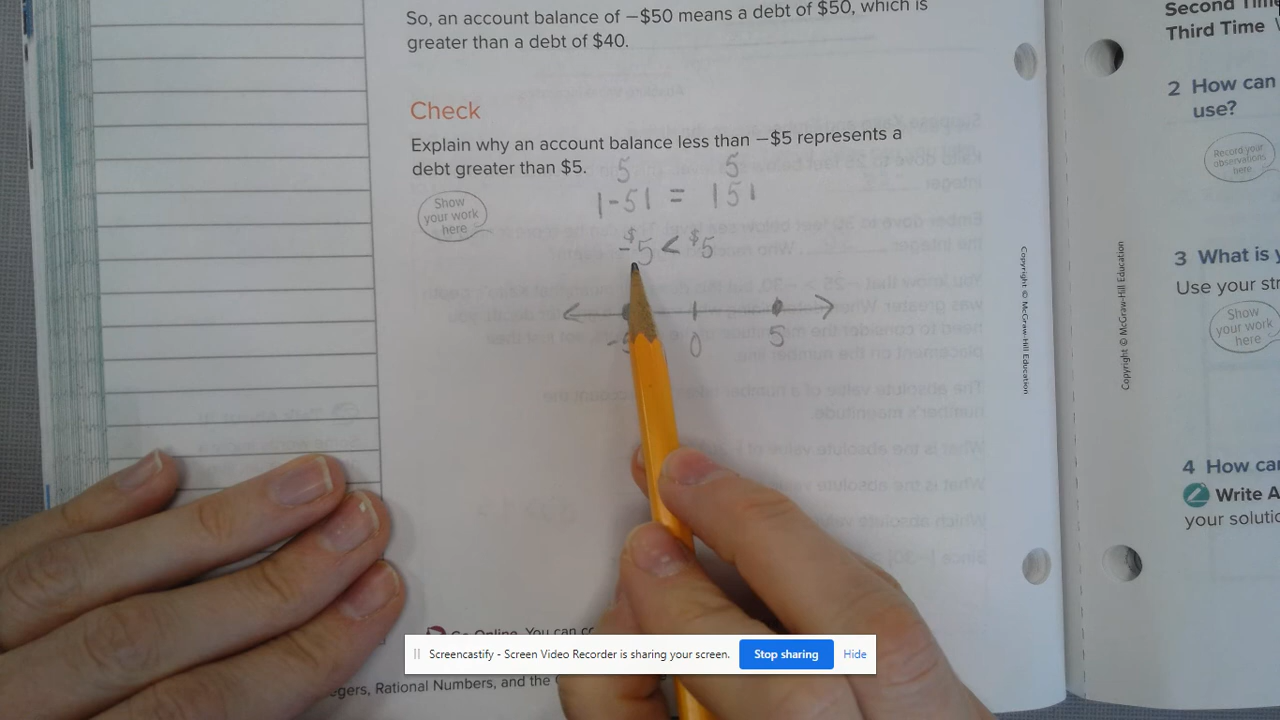 So, an account balance of −$50 means a debt of $50, which is
greater than a debt of $40.
Check
Explain why an account balance less than −$5 represents a
debt greater than $5.
5 5
|-5| = |5|
Show
your work
here
-$5 < $5
-5 0 5
Go Online You can
egers, Rational Numbers, and the
Copyright © McGraw-Hill Education
Copyright © McGraw-Hill Education
Second Time
Third Time
2 How can
use?
Record your
observations
here
3 What is y
Use your str
Show
your work
here
4 How ca
Write A
your solutio
Screencastify - Screen Video Recorder is sharing your screen.
Stop sharing
Hide